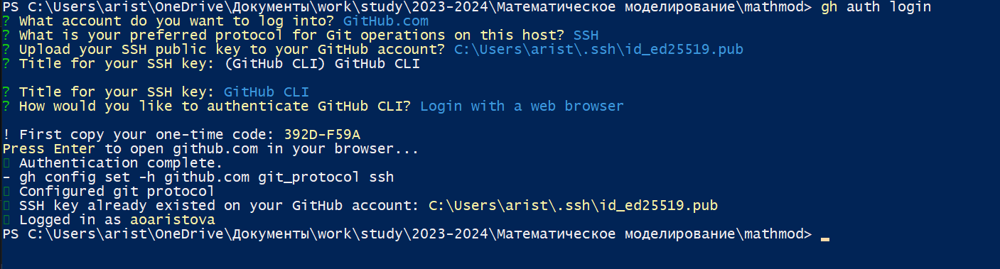 PS C:\Users\arist\OneDrive\Документы\work\study\2023-2024\Математическое моделирование\mathmod> gh auth login
? What account do you want to log into? GitHub.com
? What is your preferred protocol for Git operations on this host? SSH
? Upload your SSH public key to your GitHub account? C:\Users\arist\.ssh\id_ed25519.pub
? Title for your SSH key: (GitHub CLI) GitHub CLI
? Title for your SSH key: GitHub CLI
? How would you like to authenticate GitHub CLI? Login with a web browser
! First copy your one-time code: 392D-F59A
Press Enter to open github.com in your browser...
Authentication complete.
- gh config set -h github.com git_protocol ssh
Configured git protocol
SSH key already existed on your GitHub account: C:\Users\arist\.ssh\id_ed25519.pub
Logged in as aoaristova
PS C:\Users\arist\OneDrive\Документы\work\study\2023-2024\Математическое моделирование\mathmod>